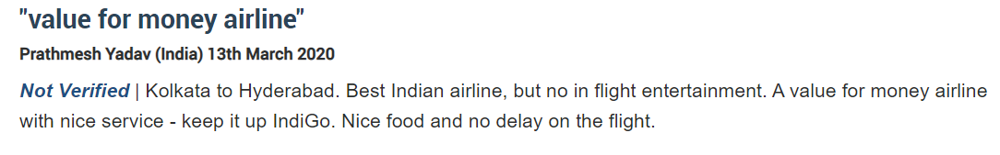 "value for money airline"
Prathmesh Yadav (India) 13th March 2020
Not Verified | Kolkata to Hyderabad. Best Indian airline, but no in flight entertainment. A value for money airline
with nice service - keep it up IndiGo. Nice food and no delay on the flight.